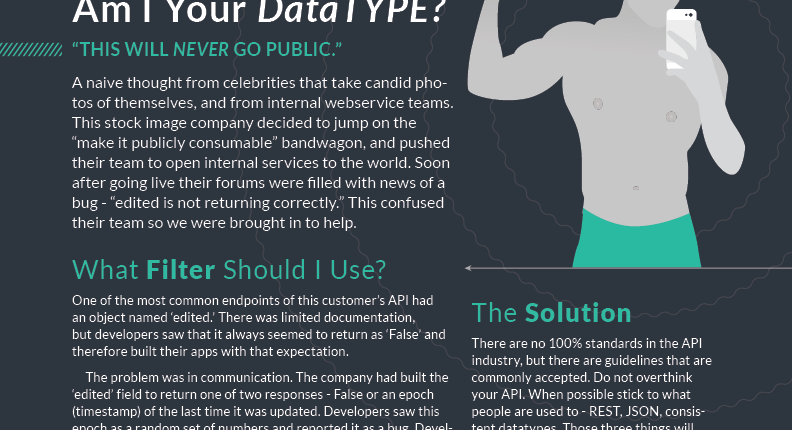 Am I Your DataTYPE?
“THIS WILL NEVER GO PUBLIC.”
A naive thought from celebrities that take candid pho-
tos of themselves, and from internal webservice teams.
This stock image company decided to jump on the
“make it publicly consumable” bandwagon, and pushed
their team to open internal services to the world. Soon
after going live their forums were filled with news of a
bug - “edited is not returning correctly.” This confused
their team so we were brought in to help.
What Filter Should I Use?
One of the most common endpoints of this customer’s API had
an object named ‘edited.’ There was limited documentation,
but developers saw that it always seemed to return as ‘False’ and
therefore built their apps with that expectation.
The problem was in communication. The company had built the
‘edited’ field to return one of two responses - False or an epoch
(timestamp) of the last time it was updated. Developers saw this
epoch as a random set of numbers and reported it as a bug. Devel-
The Solution
There are no 100% standards in the API
industry, but there are guidelines that are
commonly accepted. Do not overthink
your API. When possible stick to what
people are used to - REST, JSON, consis-
tent datatypes. Those three things will